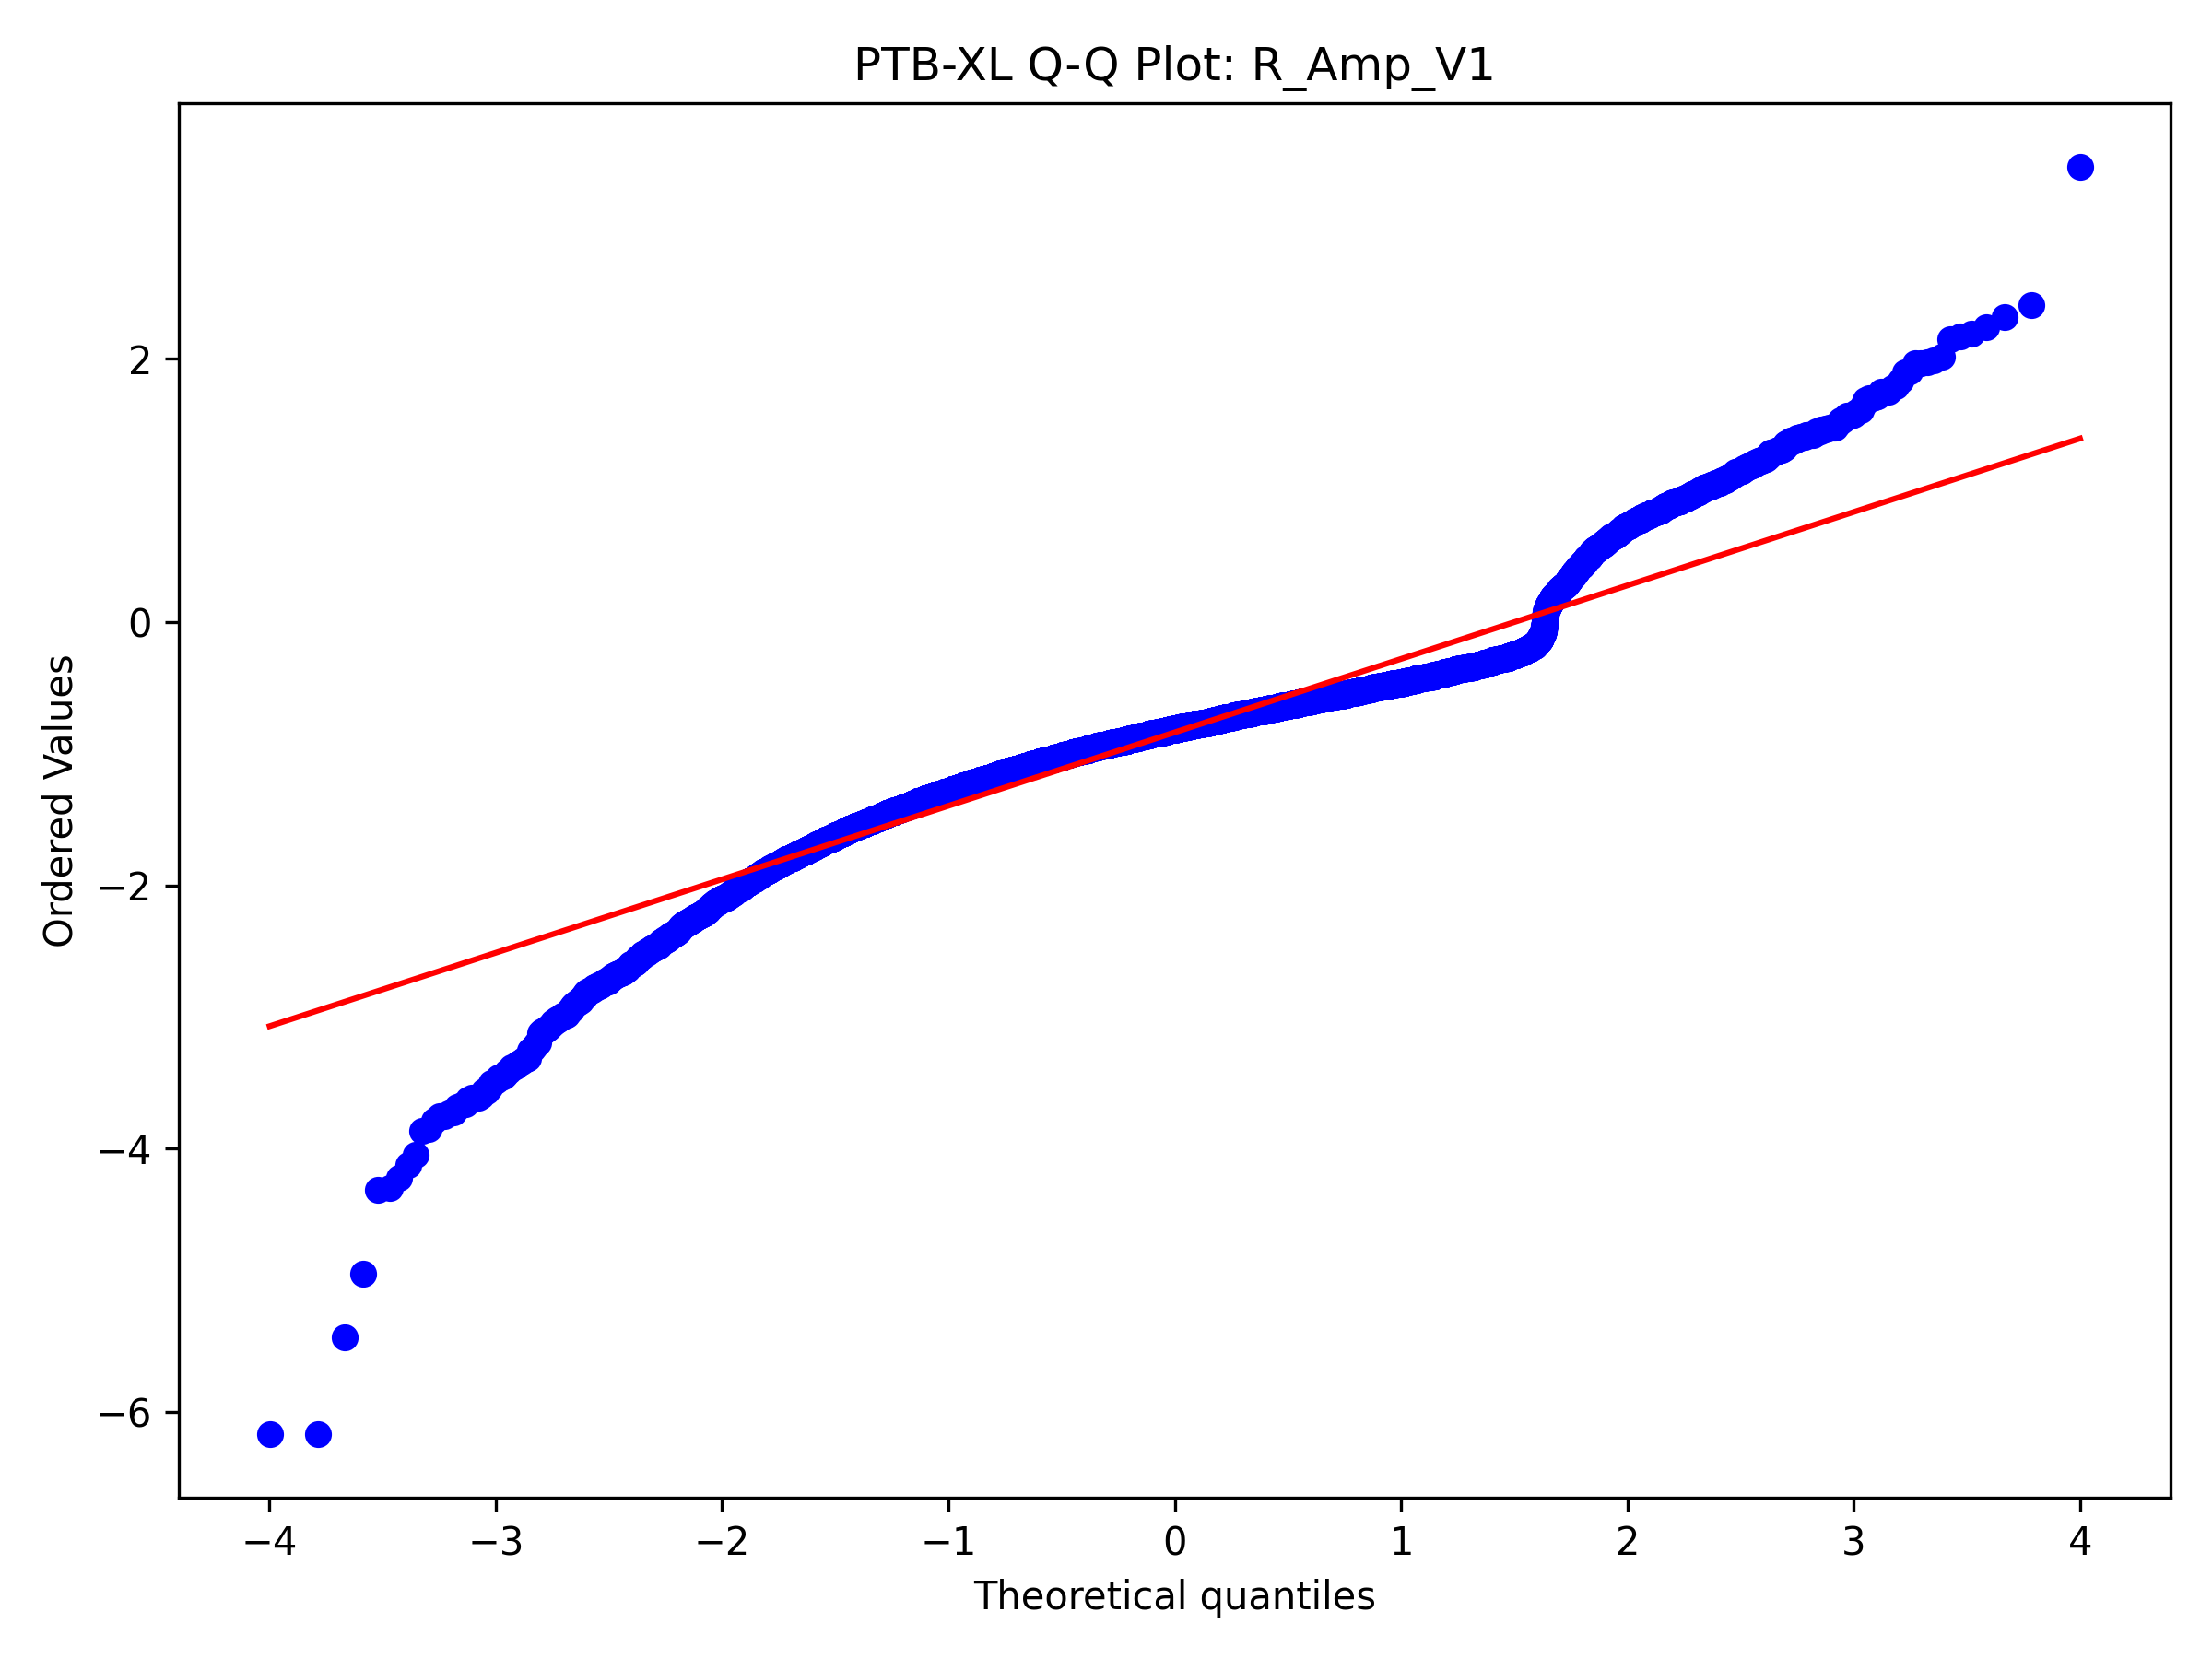 PTB-XL Q-Q Plot: R_Amp_V1
Ordered Values
2
0
−2
−4
−6
−4 −3 −2 −1 0 1 2 3 4
Theoretical quantiles